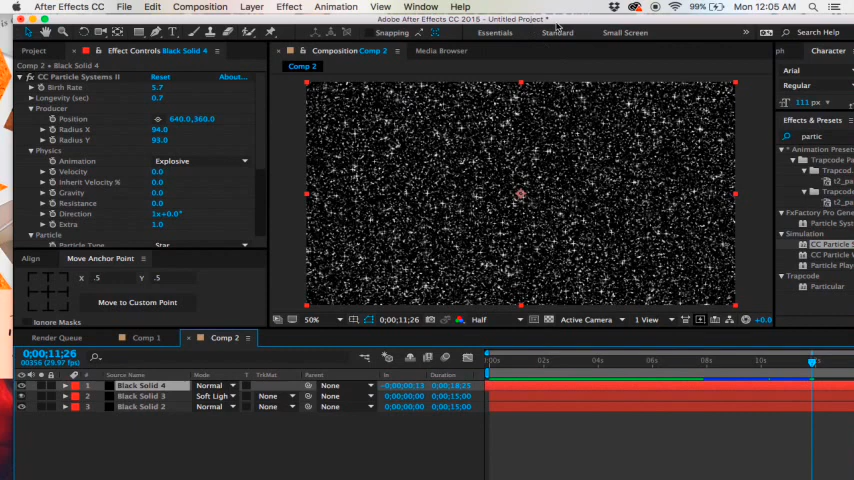 After Effects CC File Edit Composition Layer Effect Animation View Window Help 99% Mon 12:05 AM
Adobe After Effects CC 2015 - Untitled Project *
Snapping Essentials Standard Small Screen » Search Help
Project × Effect Controls Black Solid 4 Composition Comp 2 Media Browser ph Character
Comp 2 • Black Solid 4
Comp 2
fx CC Particle Systems II Reset About...
Birth Rate 5.7
Longevity (sec) 0.7
Producer
Position 640.0,360.0
Radius X 94.0
Radius Y 93.0
Physics
Animation Explosive
Velocity 0.0
Inherit Velocity % 0.0
Gravity 0.0
Resistance 0.0
Direction 1x+0.0°
Extra 1.0
Particle
Particle Type Star
Arial
Regular
111 px
Effects & Presets
partic
* Animation Presets
Trapcode Par
Trapcod
t2_pa
Trapcode
t2_pa
FxFactory Pro Gene
Particle System
Simulation
CC Particle S
CC Particle W
Particle Play
Trapcode
Particular
Align Move Anchor Point
X .5 Y .5
Move to Custom Point
Ignore Masks
50% 0;00;11;26 Half Active Camera 1 View +0.0
Render Queue Comp 1 × Comp 2
0;00;11;26
00356 (29.97 fps)
# Source Name Mode T TrkMat Parent In Duration
:00s 02s 04s 06s 08s 10s
1 Black Solid 4 Normal None -0;00;00;13 0;00;18;25
2 Black Solid 3 Soft Ligh None None 0;00;00;00 0;00;15;00
3 Black Solid 2 Normal None None 0;00;00;00 0;00;15;00